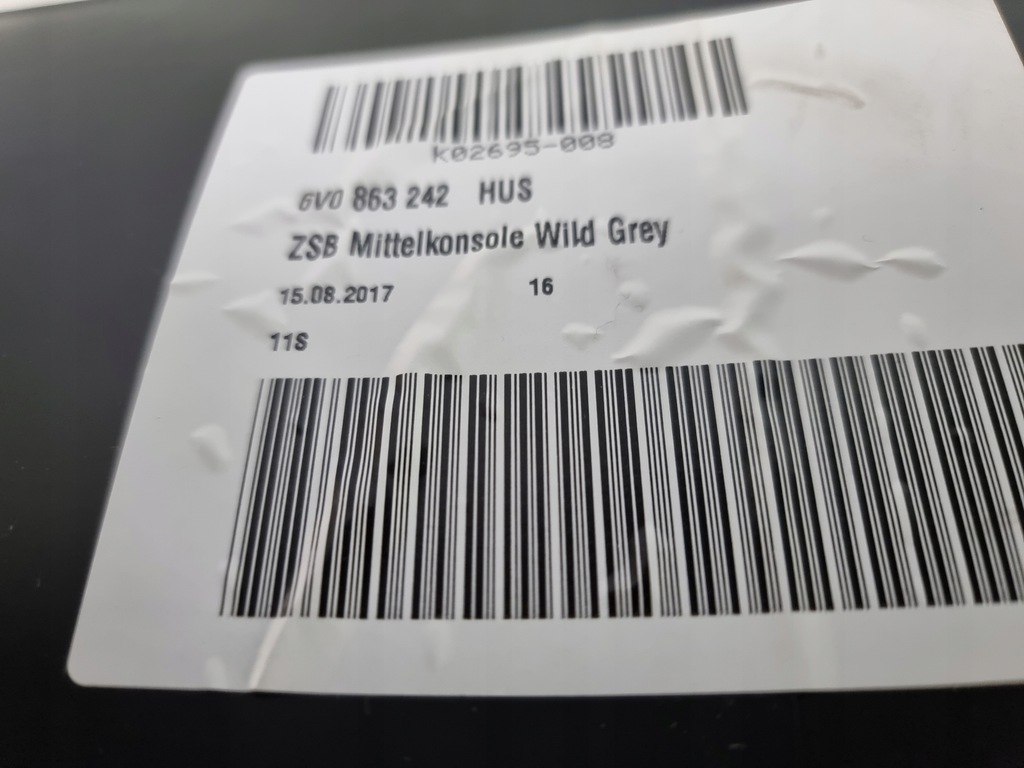 K02695-008
6V0 863 242 HUS
ZSB Mittelkonsole Wild Grey
15.08.2017 16
11S